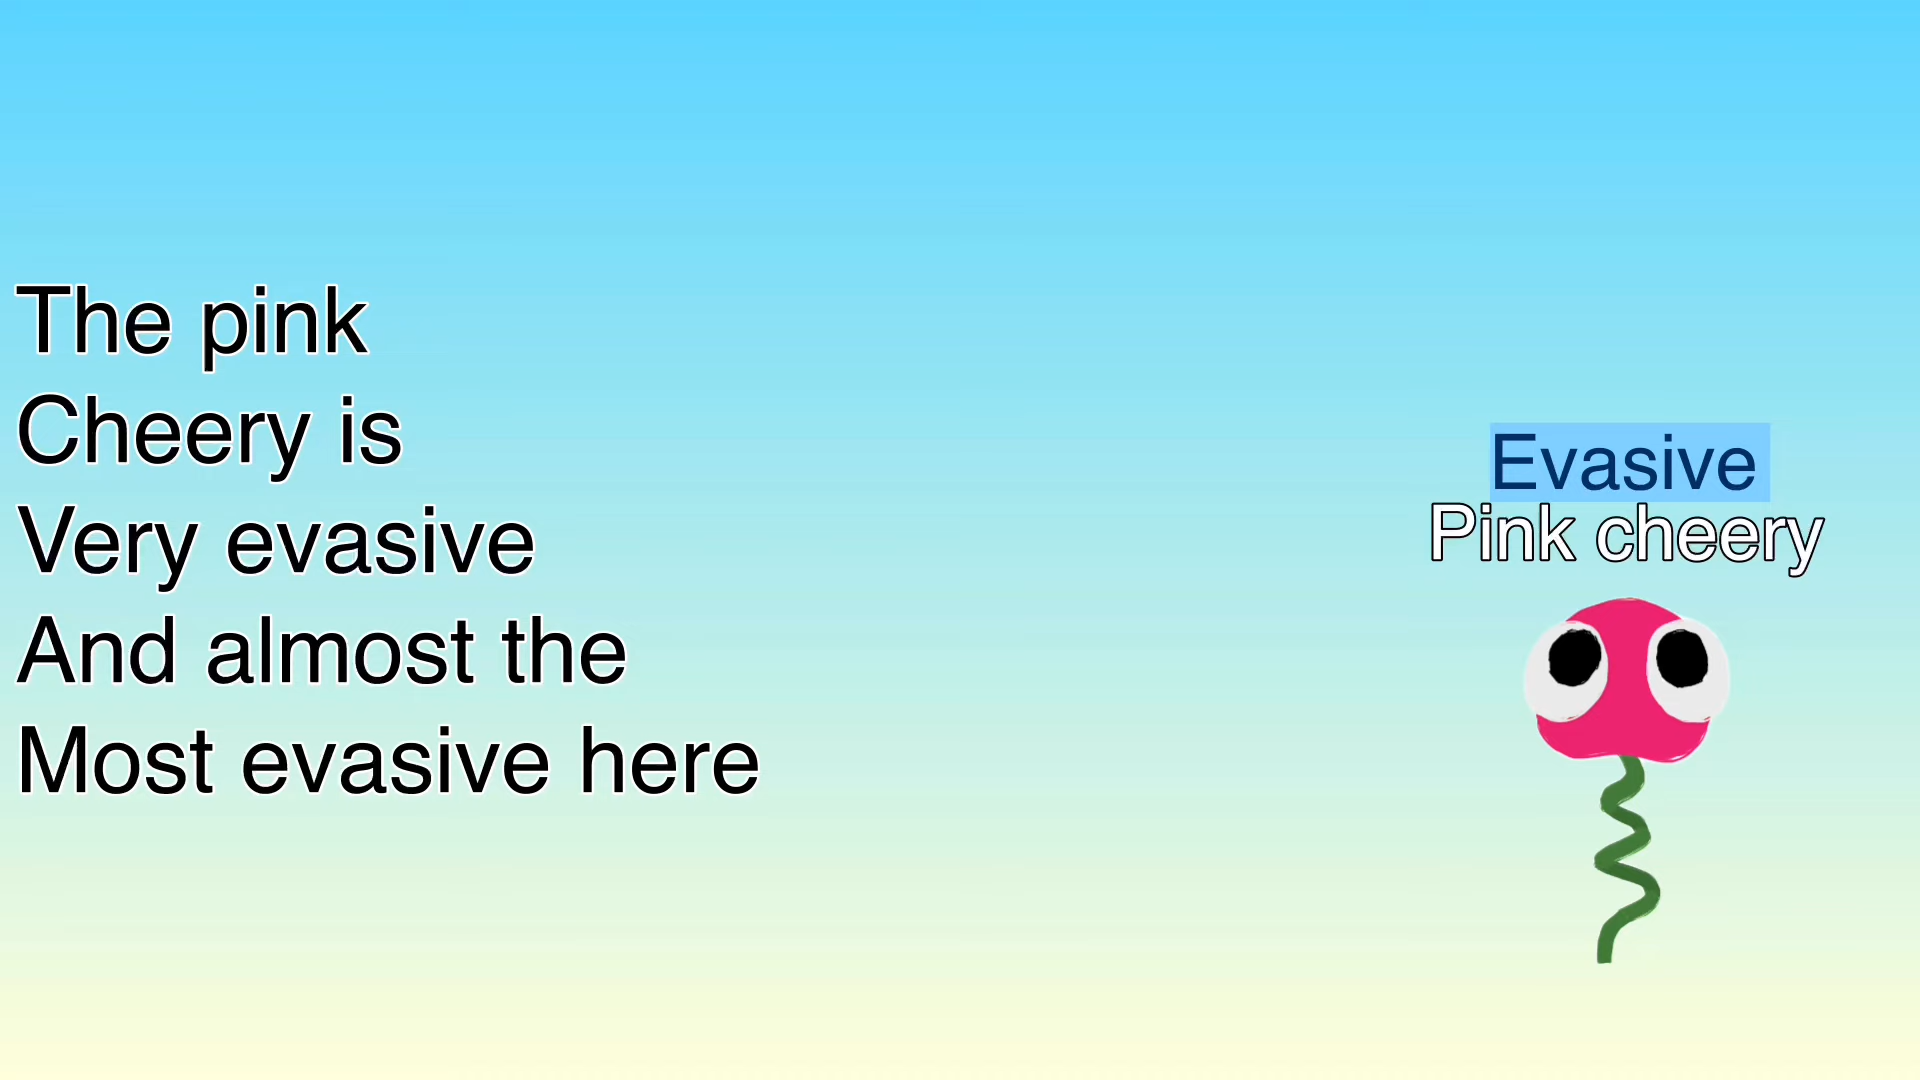 The pink
Cheery is
Very evasive
And almost the
Most evasive here
Evasive
Pink cheery